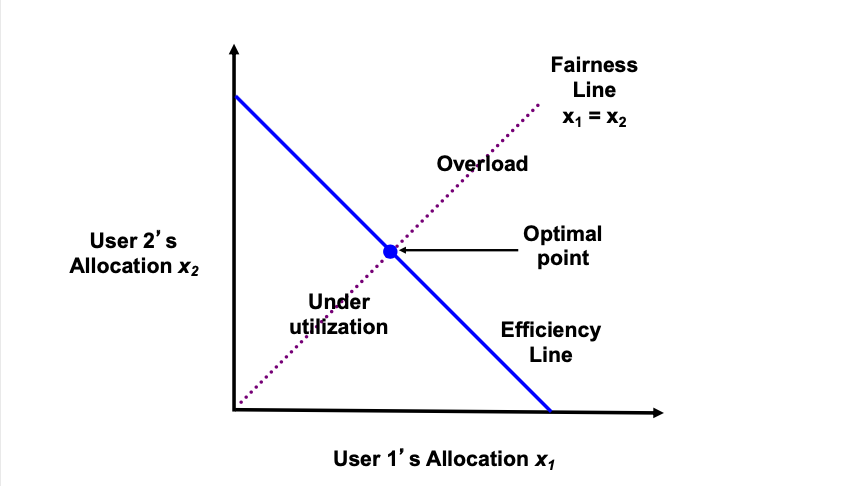 Fairness
Line
x₁ = x₂
Overload
Optimal
point
User 2's
Allocation x₂
Under
utilization
Efficiency
Line
User 1's Allocation x₁